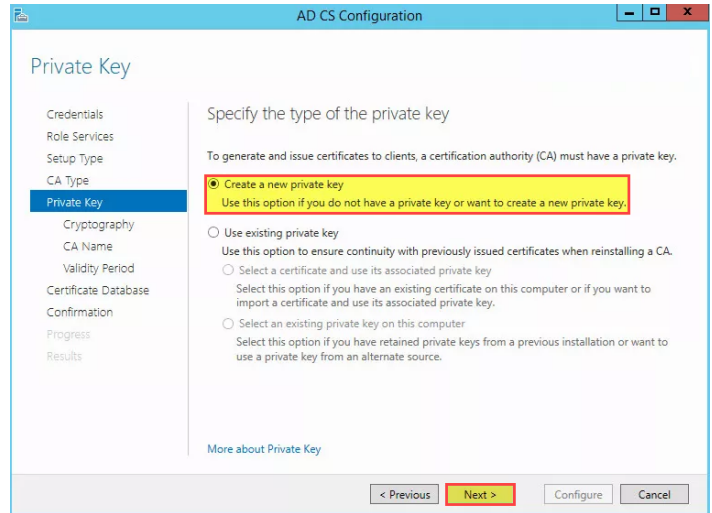 AD CS Configuration
Private Key
Credentials
Role Services
Setup Type
CA Type
Private Key
Cryptography
CA Name
Validity Period
Certificate Database
Confirmation
Progress
Results
Specify the type of the private key
To generate and issue certificates to clients, a certification authority (CA) must have a private key.
Create a new private key
Use this option if you do not have a private key or want to create a new private key.
Use existing private key
Use this option to ensure continuity with previously issued certificates when reinstalling a CA.
Select a certificate and use its associated private key
Select this option if you have an existing certificate on this computer or if you want to
import a certificate and use its associated private key.
Select an existing private key on this computer
Select this option if you have retained private keys from a previous installation or want to
use a private key from an alternate source.
More about Private Key
< Previous
Next >
Configure
Cancel